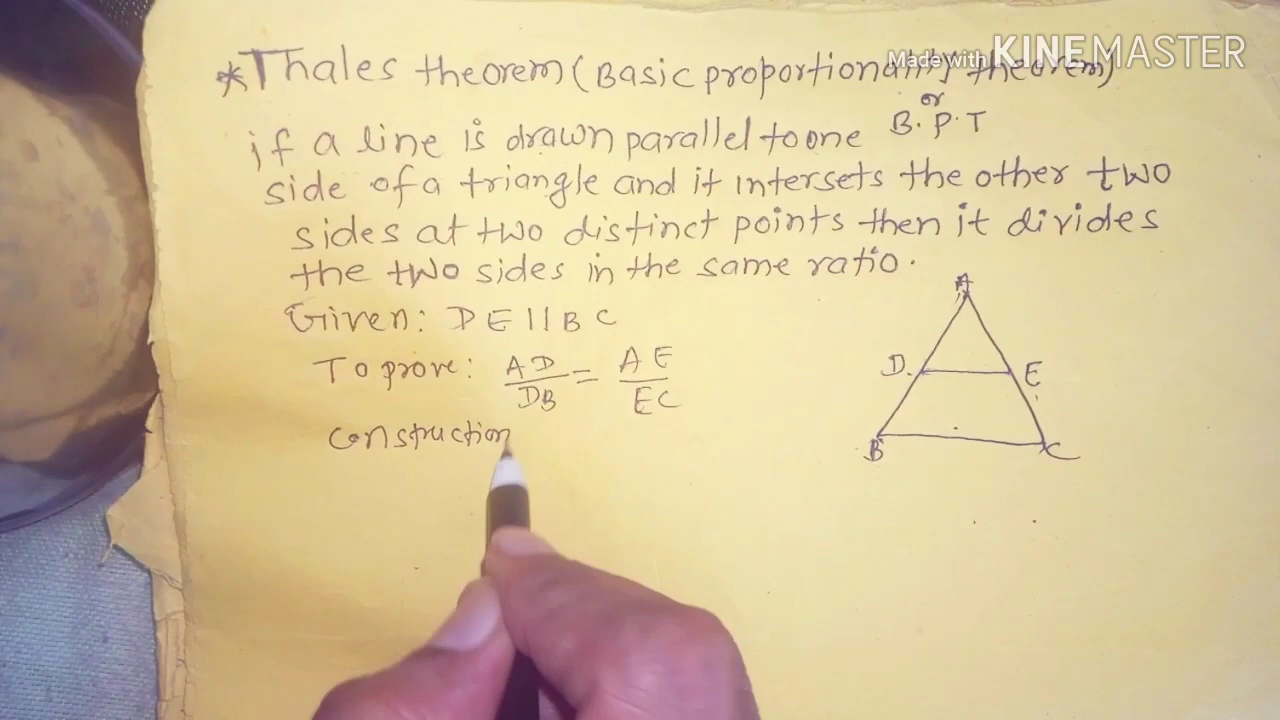 Made with KINEMASTER
*Thales theorem (Basic proportionality theorem)
or
B.P.T
if a line is drawn parallel to one
side of a triangle and it intersets the other two
sides at two distinct points then it divides
the two sides in the same ratio.
Given: DE || BC
To prove: AD/DB = AE/EC
construction
A
D. E
B C